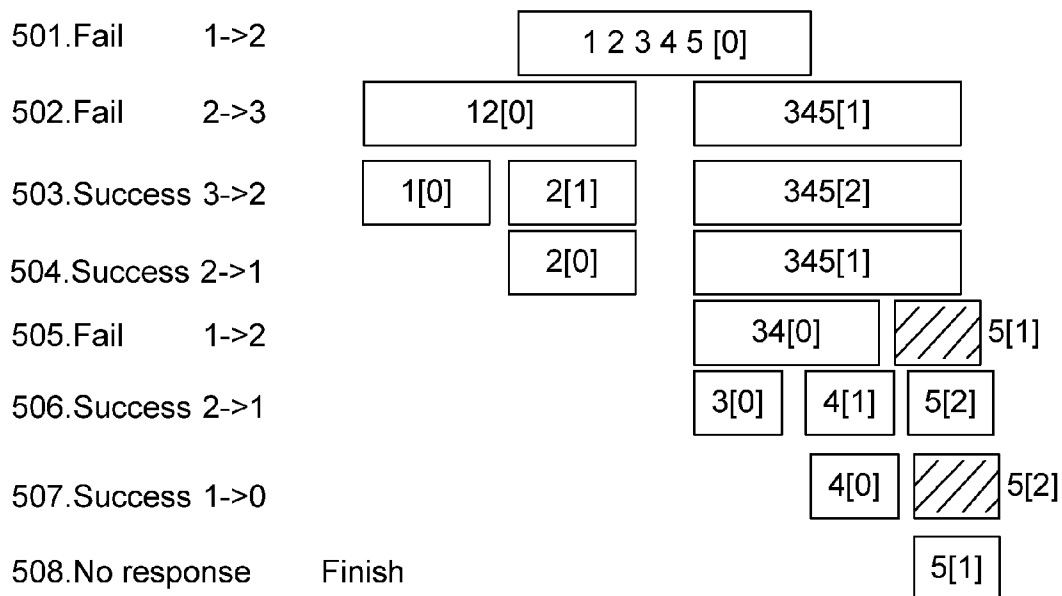 501.Fail 1->2 1 2 3 4 5 [0]
502.Fail 2->3 12[0] 345[1]
503.Success 3->2 1[0] 2[1] 345[2]
504.Success 2->1 2[0] 345[1]
505.Fail 1->2 34[0] 5[1]
506.Success 2->1 3[0] 4[1] 5[2]
507.Success 1->0 4[0] 5[2]
508.No response Finish 5[1]